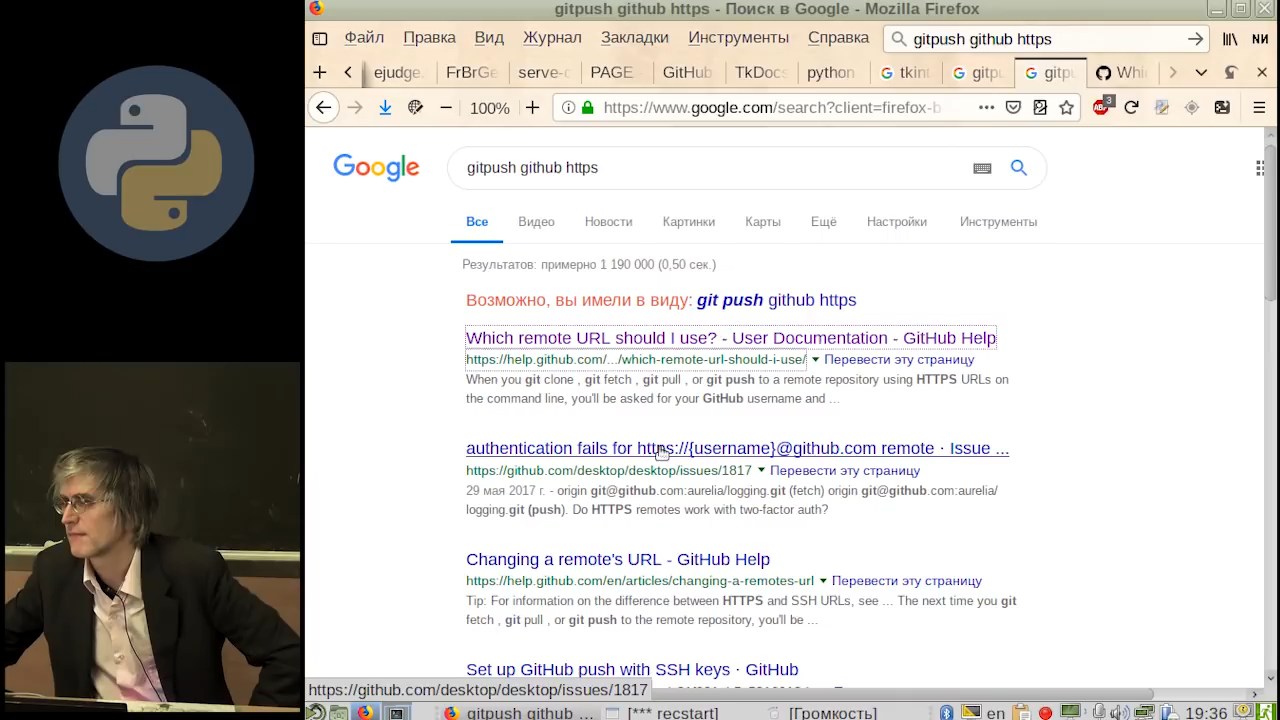 gitpush github https - Поиск в Google - Mozilla Firefox
Файл Правка Вид Журнал Закладки Инструменты Справка gitpush github https
ejudge. FrBrGe serve-c PAGE GitHub TkDocs python tkint gitpu gitpu Whi
100% https://www.google.com/search?client=firefox-b 3
Google gitpush github https
Все Видео Новости Картинки Карты Ещё Настройки Инструменты
Результатов: примерно 1 190 000 (0,50 сек.)
Возможно, вы имели в виду: git push github https
Which remote URL should I use? - User Documentation - GitHub Help
https://help.github.com/.../which-remote-url-should-i-use/ Перевести эту страницу
When you git clone , git fetch , git pull , or git push to a remote repository using HTTPS URLs on
the command line, you'll be asked for your GitHub username and ...
authentication fails for https://{username}@github.com remote · Issue ...
https://github.com/desktop/desktop/issues/1817 Перевести эту страницу
29 мая 2017 г. - origin git@github.com:aurelia/logging.git (fetch) origin git@github.com:aurelia/
logging.git (push). Do HTTPS remotes work with two-factor auth?
Changing a remote's URL - GitHub Help
https://help.github.com/en/articles/changing-a-remotes-url Перевести эту страницу
Tip: For information on the difference between HTTPS and SSH URLs, see ... The next time you git
fetch , git pull , or git push to the remote repository, you'll be ...
Set up GitHub push with SSH keys · GitHub
https://github.com/desktop/desktop/issues/1817
gitpush github ... [*** recstart] [Громкость] en 19:36